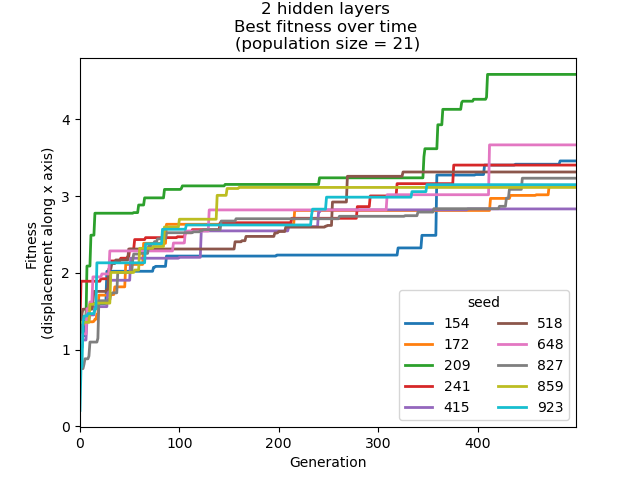 2 hidden layers
Best fitness over time
(population size = 21)
Fitness
(displacement along x axis)
4
3
2
1
0
0 100 200 300 400
Generation
seed
154 518
172 648
209 827
241 859
415 923